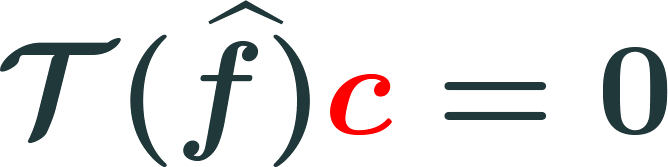 𝓣(f̂)c = 0